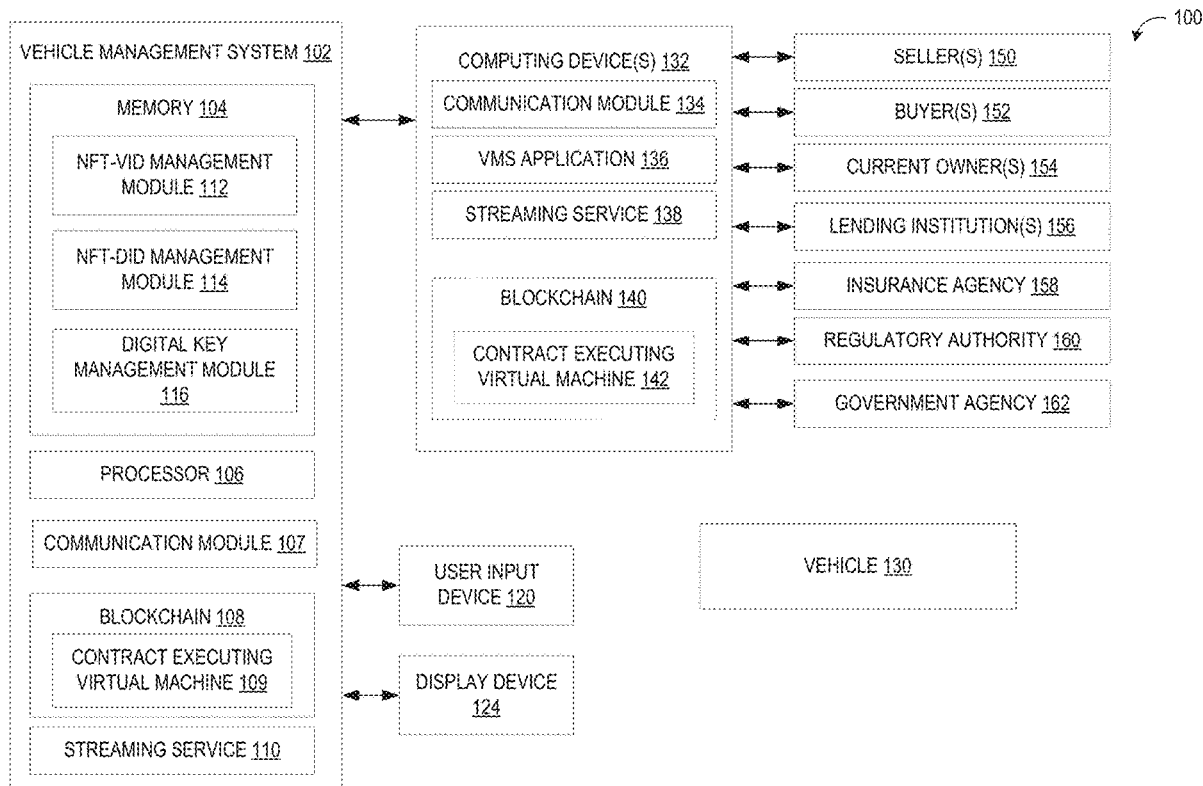 100
VEHICLE MANAGEMENT SYSTEM 102
MEMORY 104
NFT-VID MANAGEMENT
MODULE 112
NFT-DID MANAGEMENT
MODULE 114
DIGITAL KEY
MANAGEMENT MODULE
116
PROCESSOR 106
COMMUNICATION MODULE 107
BLOCKCHAIN 108
CONTRACT EXECUTING
VIRTUAL MACHINE 109
STREAMING SERVICE 110
COMPUTING DEVICE(S) 132
COMMUNICATION MODULE 134
VMS APPLICATION 136
STREAMING SERVICE 138
BLOCKCHAIN 140
CONTRACT EXECUTING
VIRTUAL MACHINE 142
USER INPUT
DEVICE 120
DISPLAY DEVICE
124
SELLER(S) 150
BUYER(S) 152
CURRENT OWNER(S) 154
LENDING INSTITUTION(S) 156
INSURANCE AGENCY 158
REGULATORY AUTHORITY 160
GOVERNMENT AGENCY 162
VEHICLE 130